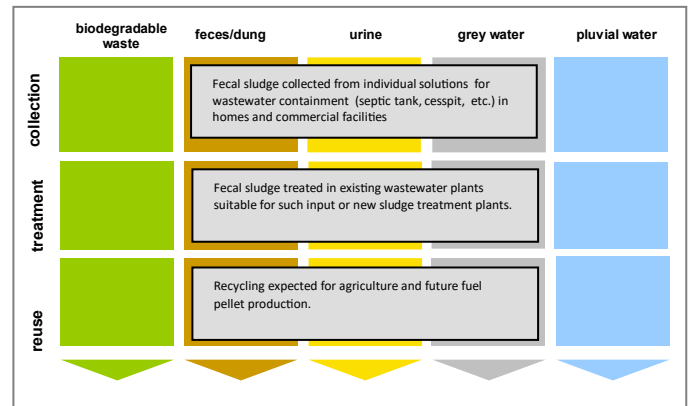 biodegradable
waste
feces/dung
urine
grey water
pluvial water
collection
Fecal sludge collected from individual solutions for
wastewater containment (septic tank, cesspit, etc.) in
homes and commercial facilities
treatment
Fecal sludge treated in existing wastewater plants
suitable for such input or new sludge treatment plants.
reuse
Recycling expected for agriculture and future fuel
pellet production.